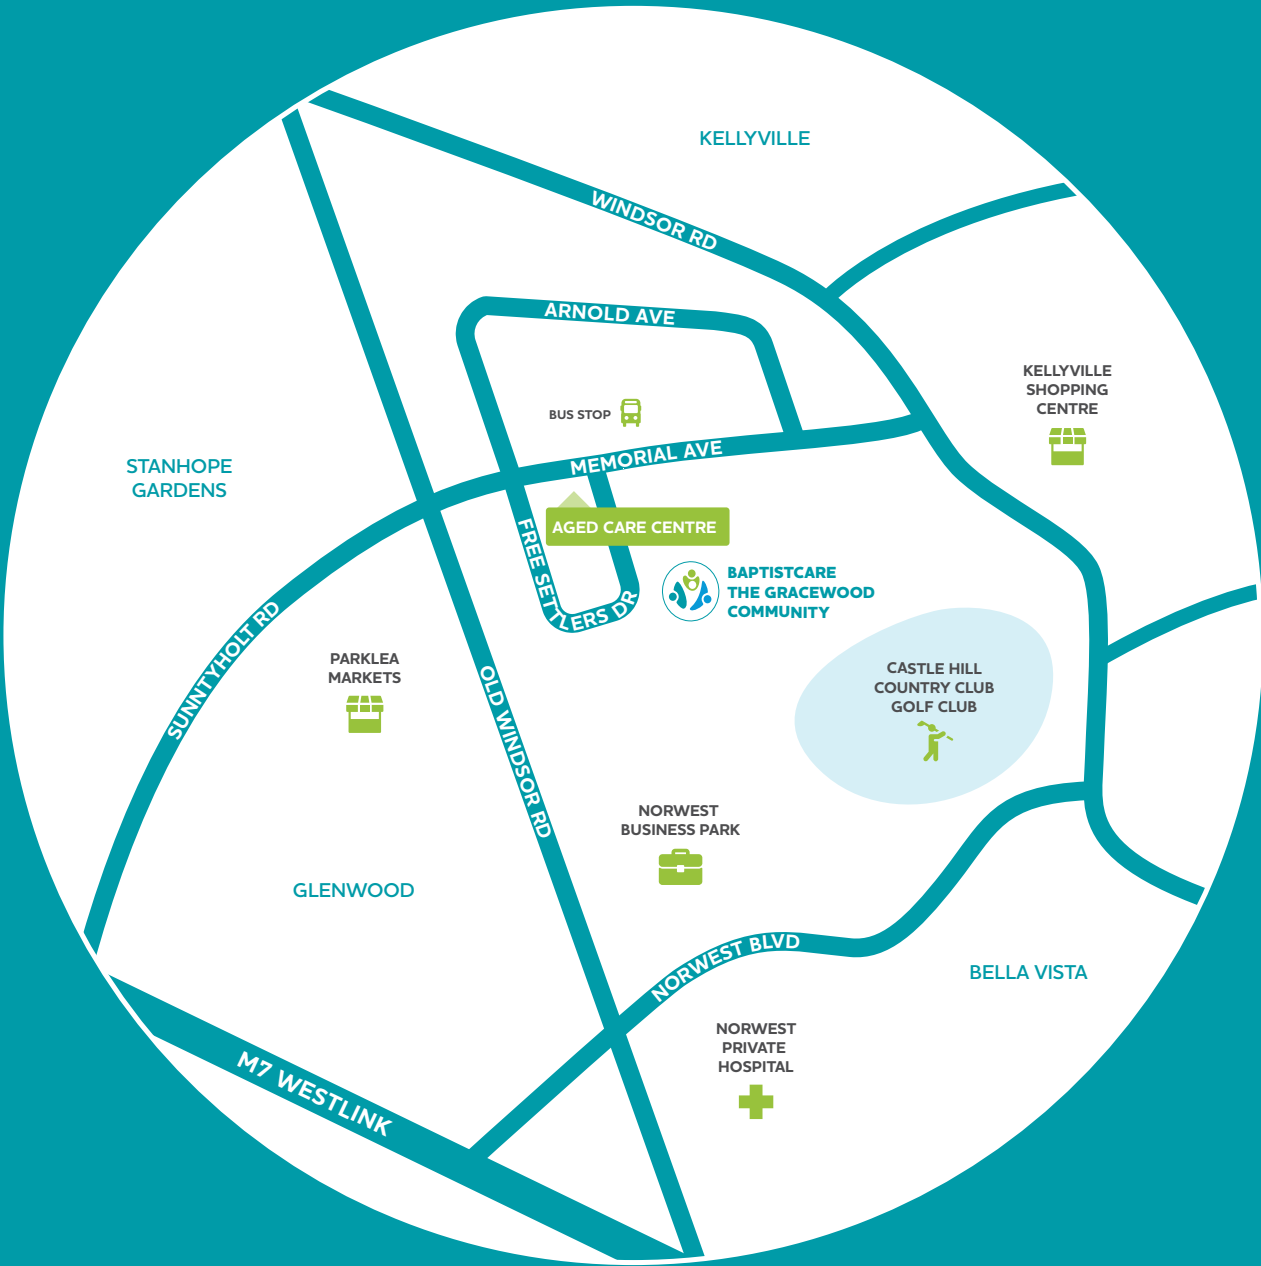 KELLYVILLE
WINDSOR RD
ARNOLD AVE
KELLYVILLE
SHOPPING
CENTRE
BUS STOP
MEMORIAL AVE
STANHOPE
GARDENS
AGED CARE CENTRE
FREE SETTLERS DR
BAPTISTCARE
THE GRACEWOOD
COMMUNITY
SUNNTYHOLT RD
PARKLEA
MARKETS
OLD WINDSOR RD
CASTLE HILL
COUNTRY CLUB
GOLF CLUB
NORWEST
BUSINESS PARK
GLENWOOD
NORWEST BLVD
BELLA VISTA
NORWEST
PRIVATE
HOSPITAL
M7 WESTLINK